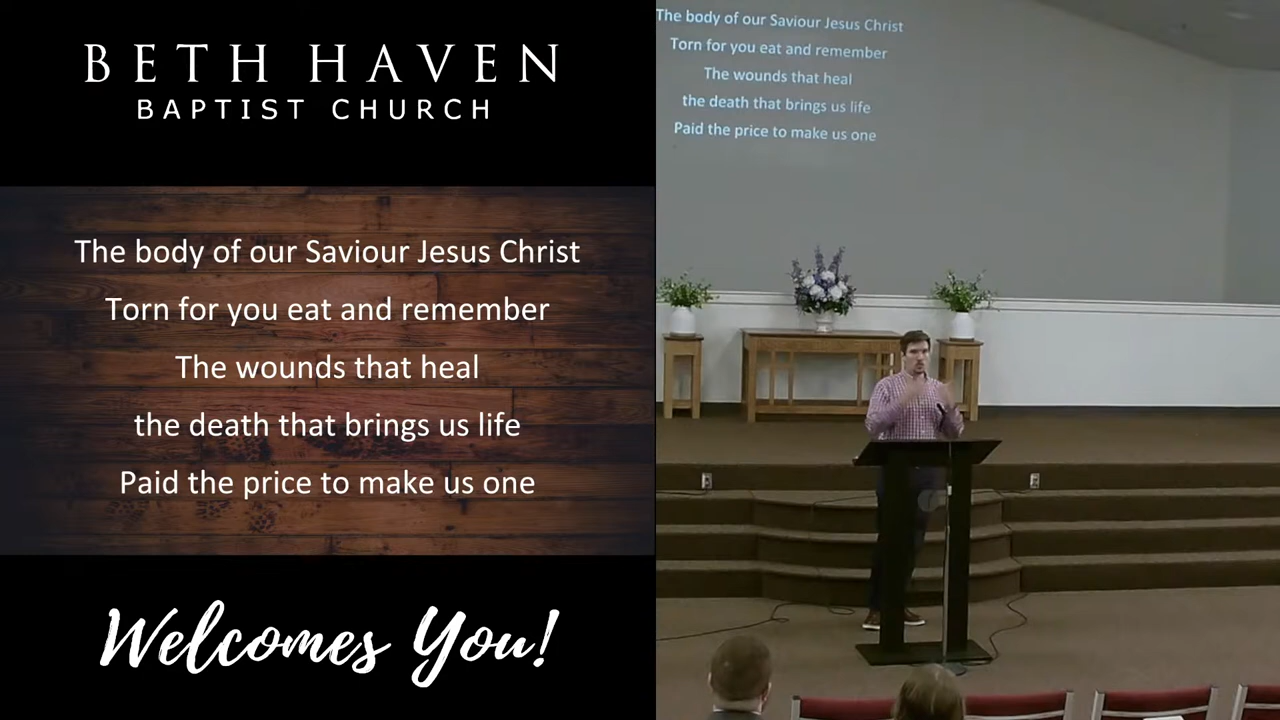 BETH HAVEN
BAPTIST CHURCH
The body of our Saviour Jesus Christ
Torn for you eat and remember
The wounds that heal
the death that brings us life
Paid the price to make us one
Welcomes You!
The body of our Saviour Jesus Christ
Torn for you eat and remember
The wounds that heal
the death that brings us life
Paid the price to make us one